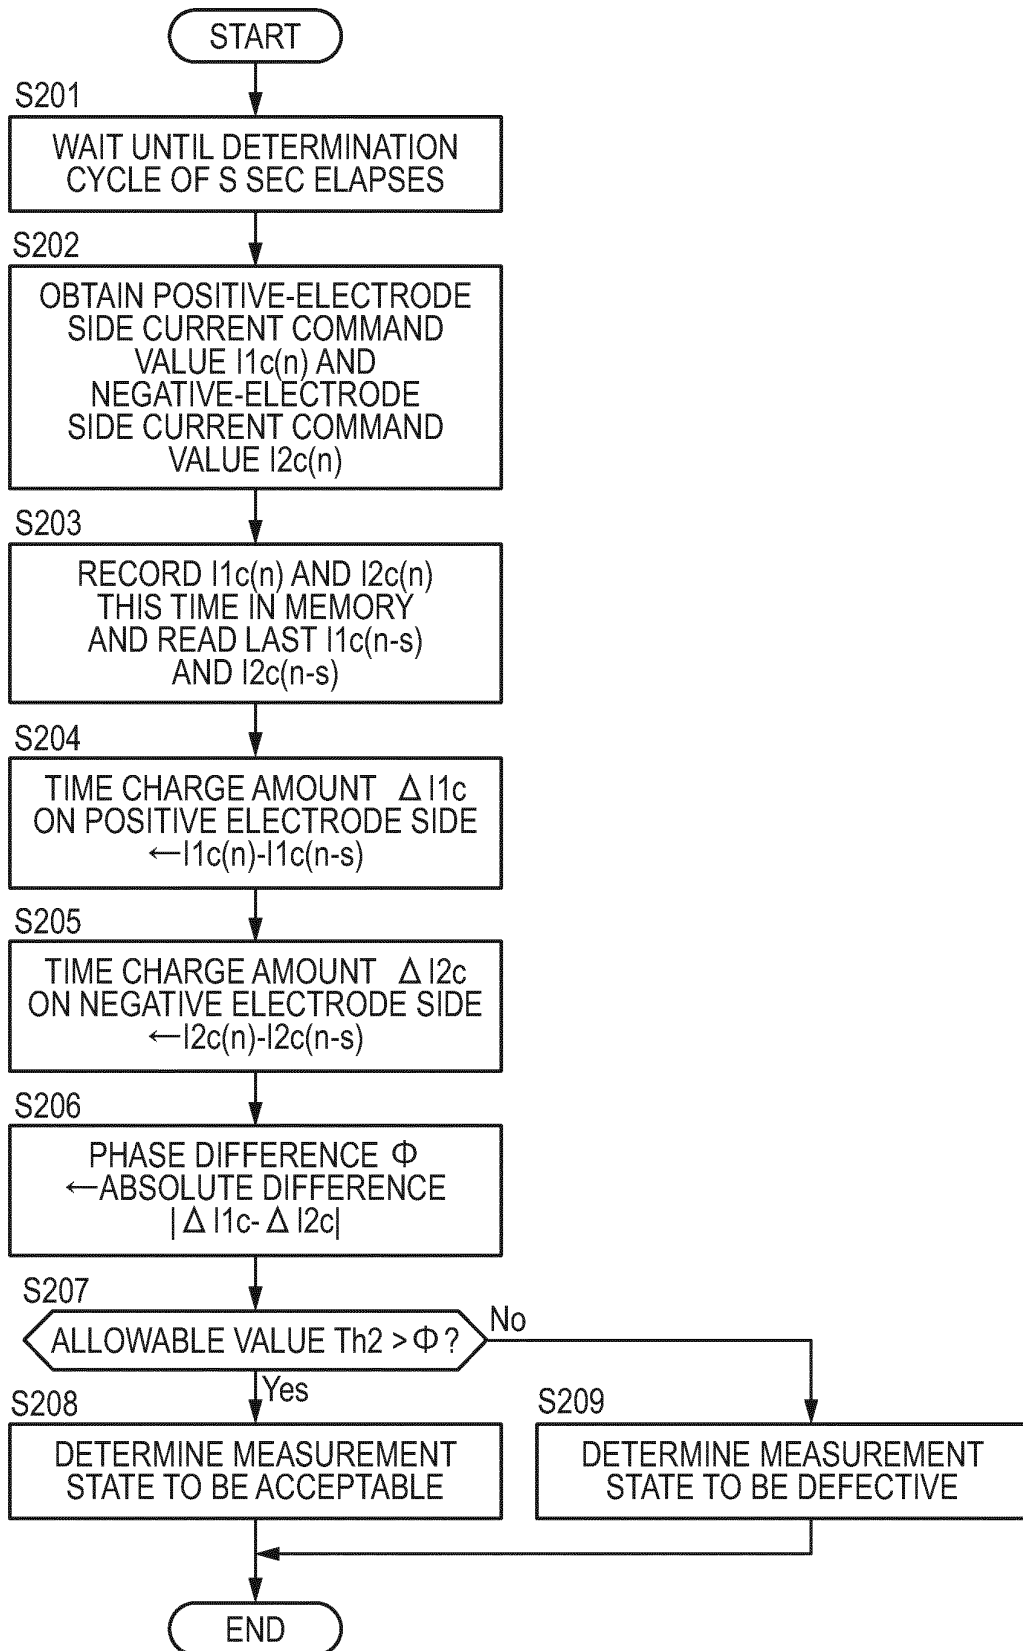 START
S201
WAIT UNTIL DETERMINATION
CYCLE OF S SEC ELAPSES
S202
OBTAIN POSITIVE-ELECTRODE
SIDE CURRENT COMMAND
VALUE I1c(n) AND
NEGATIVE-ELECTRODE
SIDE CURRENT COMMAND
VALUE I2c(n)
S203
RECORD I1c(n) AND I2c(n)
THIS TIME IN MEMORY
AND READ LAST I1c(n-s)
AND I2c(n-s)
S204
TIME CHARGE AMOUNT Δ I1c
ON POSITIVE ELECTRODE SIDE
←I1c(n)-I1c(n-s)
S205
TIME CHARGE AMOUNT Δ I2c
ON NEGATIVE ELECTRODE SIDE
←I2c(n)-I2c(n-s)
S206
PHASE DIFFERENCE Φ
←ABSOLUTE DIFFERENCE
| Δ I1c- Δ I2c|
S207
ALLOWABLE VALUE Th2 > Φ ?
No
Yes
S208
DETERMINE MEASUREMENT
STATE TO BE ACCEPTABLE
S209
DETERMINE MEASUREMENT
STATE TO BE DEFECTIVE
END